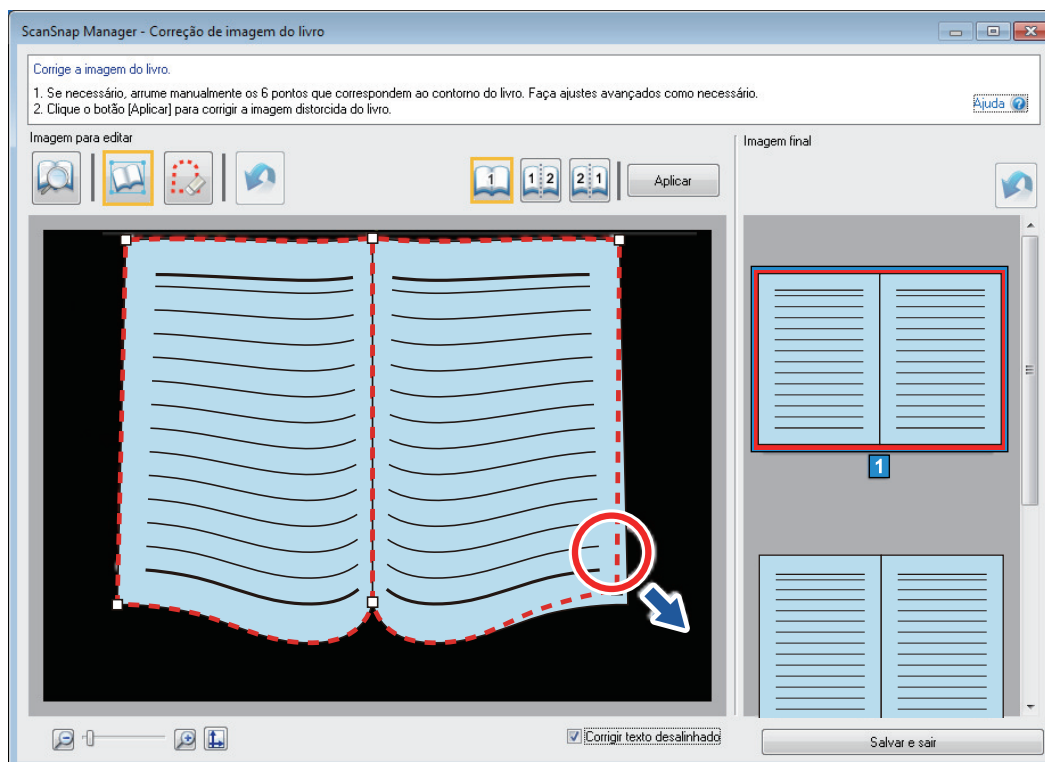 ScanSnap Manager - Correção de imagem do livro
Corrige a imagem do livro.
1. Se necessário, arrume manualmente os 6 pontos que correspondem ao contorno do livro. Faça ajustes avançados como necessário.
2. Clique o botão [Aplicar] para corrigir a imagem distorcida do livro.
Ajuda
Imagem para editar
Imagem final
1
1 2
2 1
Aplicar
1
Corrigir texto desalinhado
Salvar e sair